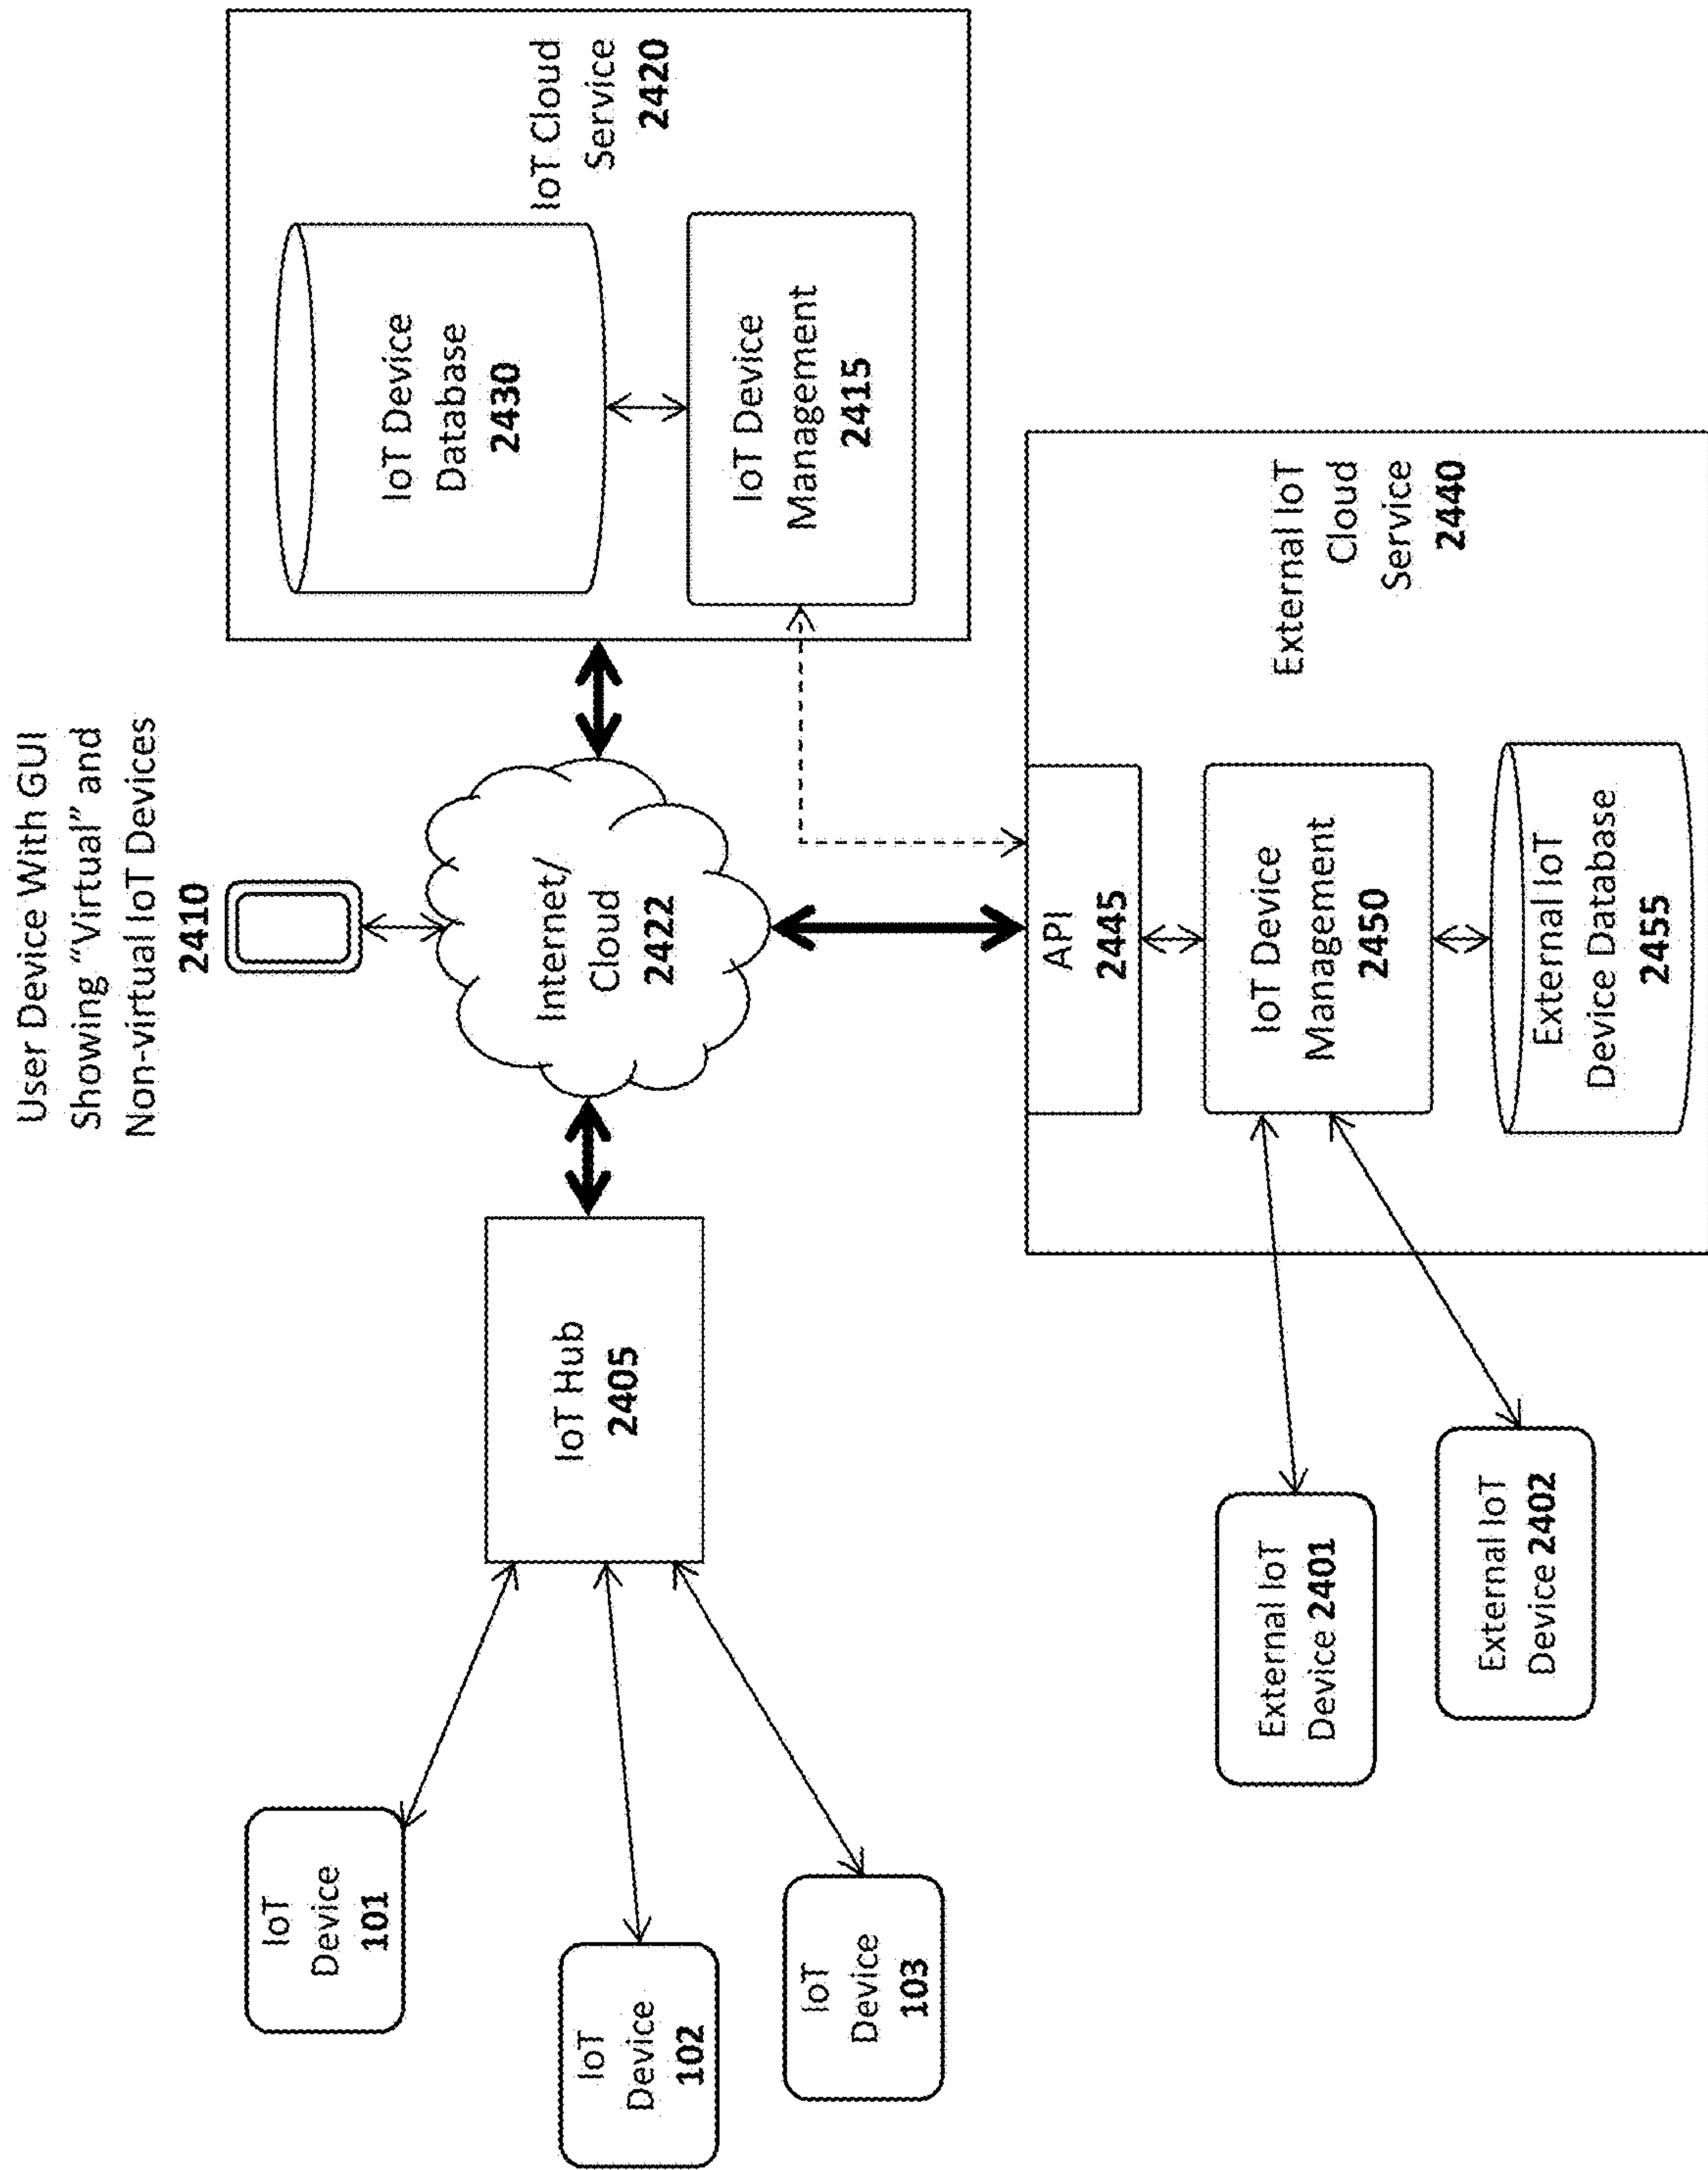 User Device With GUI
Showing "Virtual" and
Non-virtual IoT Devices
2410
IoT
Device
101
IoT
Device
102
IoT
Device
103
IoT Hub
2405
Internet/
Cloud
2422
IoT Device
Database
2430
IoT Device
Management
2415
IoT Cloud
Service
2420
External IoT
Device 2401
External IoT
Device 2402
API
2445
IoT Device
Management
2450
External IoT
Device Database
2455
External IoT
Cloud
Service
2440